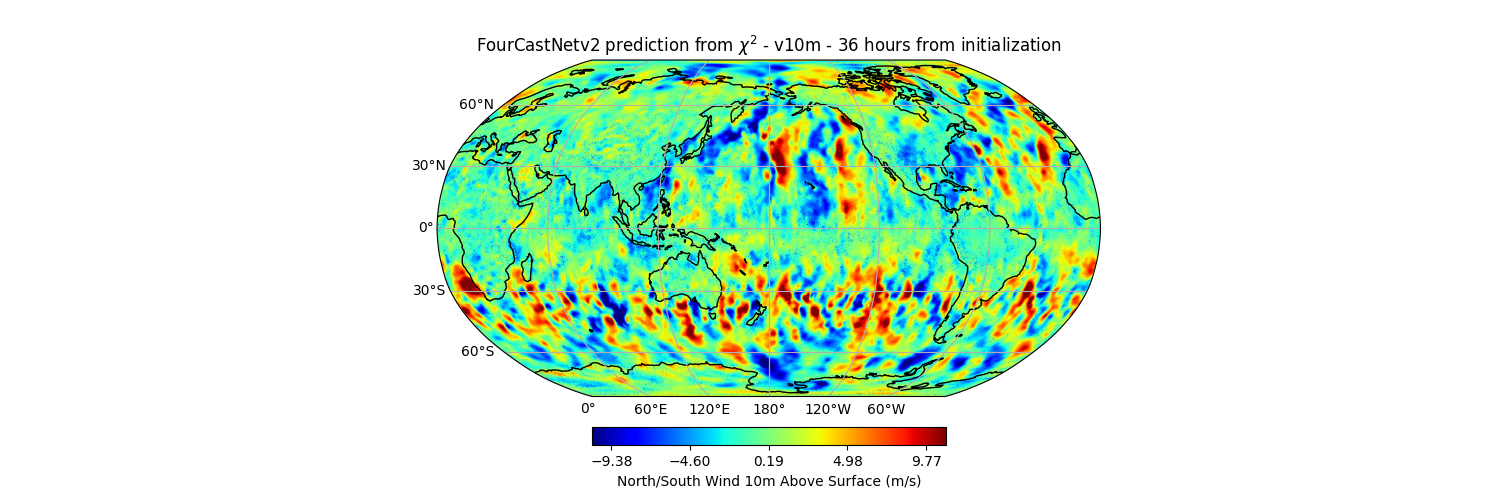 FourCastNetv2 prediction from χ² - v10m - 36 hours from initialization
60°N
30°N
0°
30°S
60°S
0° 60°E 120°E 180° 120°W 60°W
−9.38 −4.60 0.19 4.98 9.77
North/South Wind 10m Above Surface (m/s)